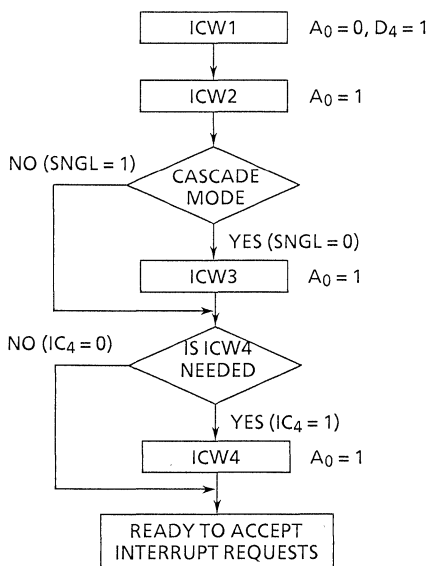 ICW1 A₀ = 0, D₄ = 1
ICW2 A₀ = 1
NO (SNGL = 1)
CASCADE
MODE
YES (SNGL = 0)
ICW3 A₀ = 1
NO (IC₄ = 0)
IS ICW4
NEEDED
YES (IC₄ = 1)
ICW4 A₀ = 1
READY TO ACCEPT
INTERRUPT REQUESTS